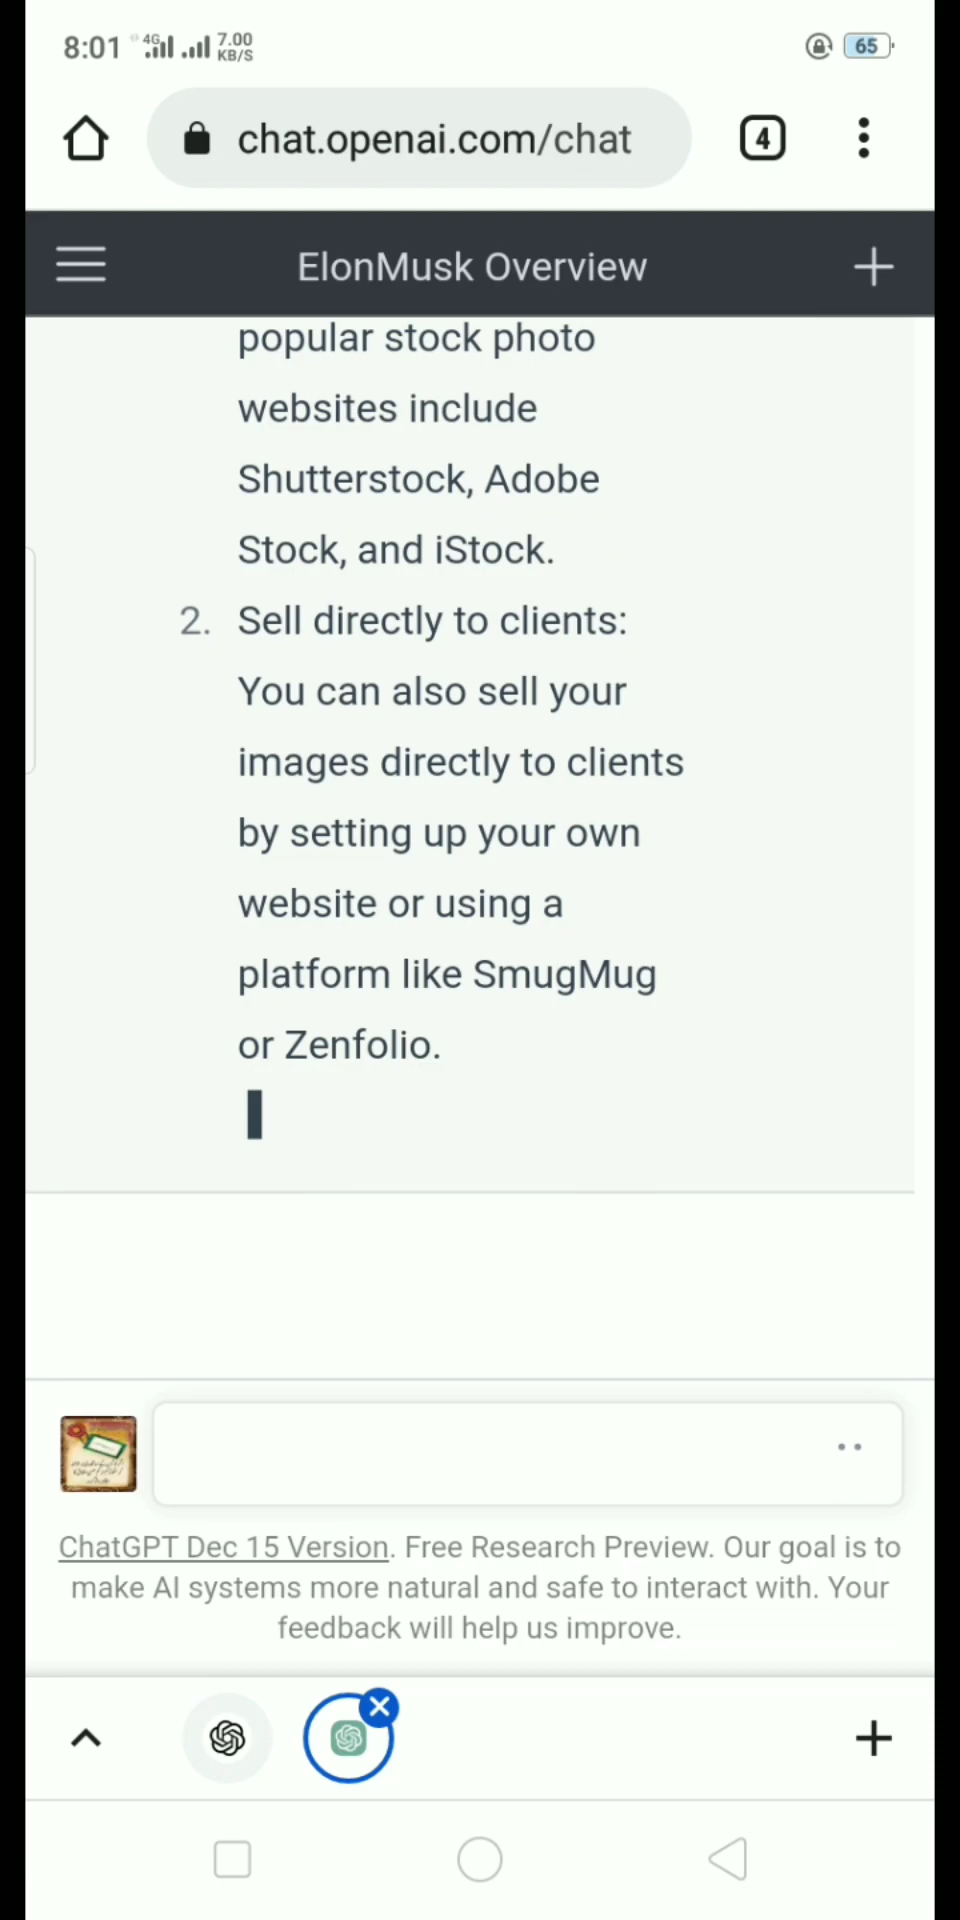 8:01 4G 7.00 KB/S 65
chat.openai.com/chat 4
ElonMusk Overview
popular stock photo
websites include
Shutterstock, Adobe
Stock, and iStock.
2. Sell directly to clients:
You can also sell your
images directly to clients
by setting up your own
website or using a
platform like SmugMug
or Zenfolio.
ChatGPT Dec 15 Version. Free Research Preview. Our goal is to
make AI systems more natural and safe to interact with. Your
feedback will help us improve.